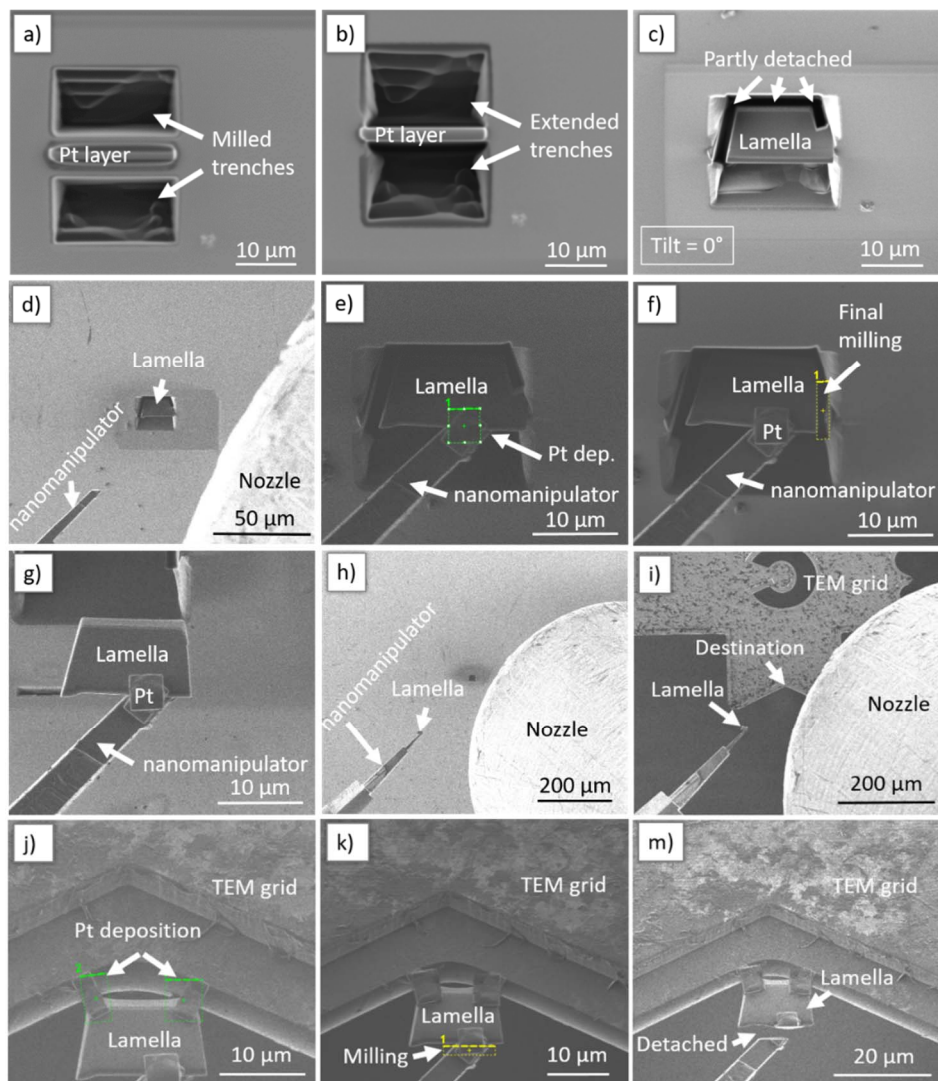 a)
Pt layer
Milled
trenches
10 µm
b)
Pt layer
Extended
trenches
10 µm
c)
Partly detached
Lamella
Tilt = 0°
10 µm
d)
Lamella
nanomanipulator
Nozzle
50 µm
e)
Lamella
1
Pt dep.
nanomanipulator
10 µm
f)
Final
milling
Lamella
1
Pt
nanomanipulator
10 µm
g)
Lamella
Pt
nanomanipulator
10 µm
h)
nanomanipulator
Lamella
Nozzle
200 µm
i)
TEM grid
Destination
Lamella
Nozzle
200 µm
j)
TEM grid
Pt deposition
Lamella
10 µm
k)
TEM grid
Lamella
1
Milling
10 µm
m)
TEM grid
Lamella
Detached
20 µm